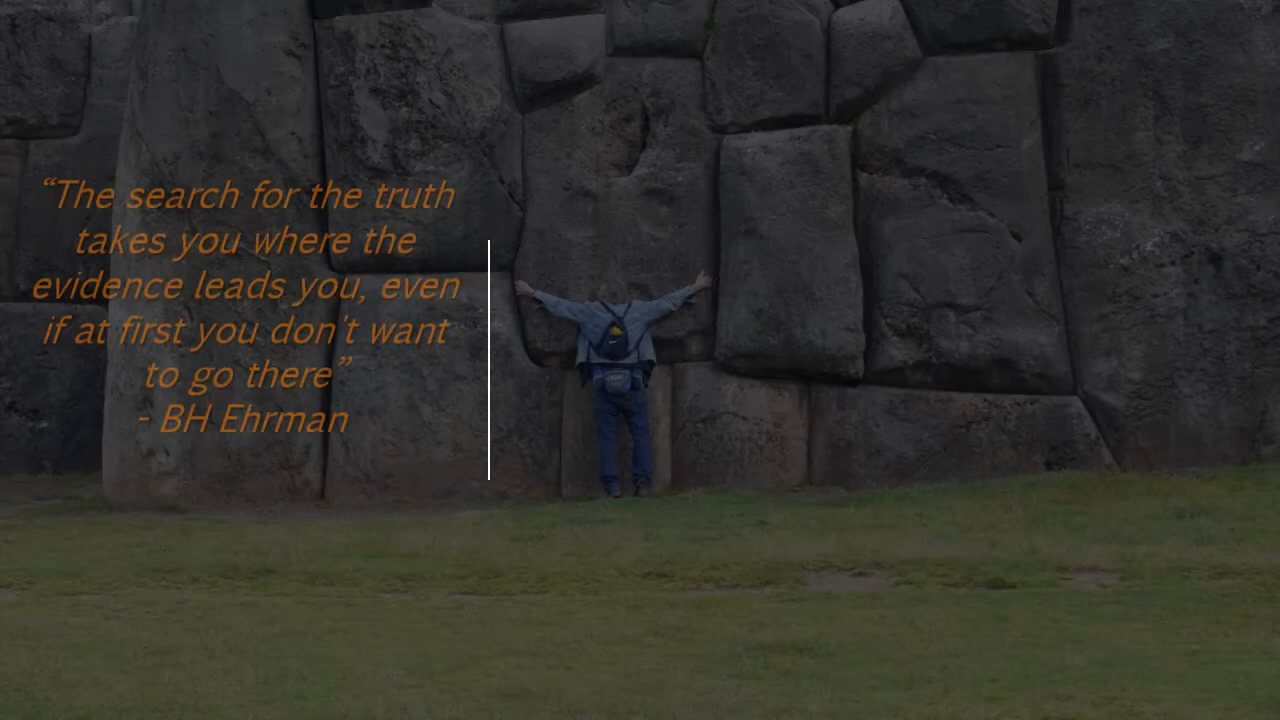 “The search for the truth
takes you where the
evidence leads you, even
if at first you don't want
to go there”
- BH Ehrman